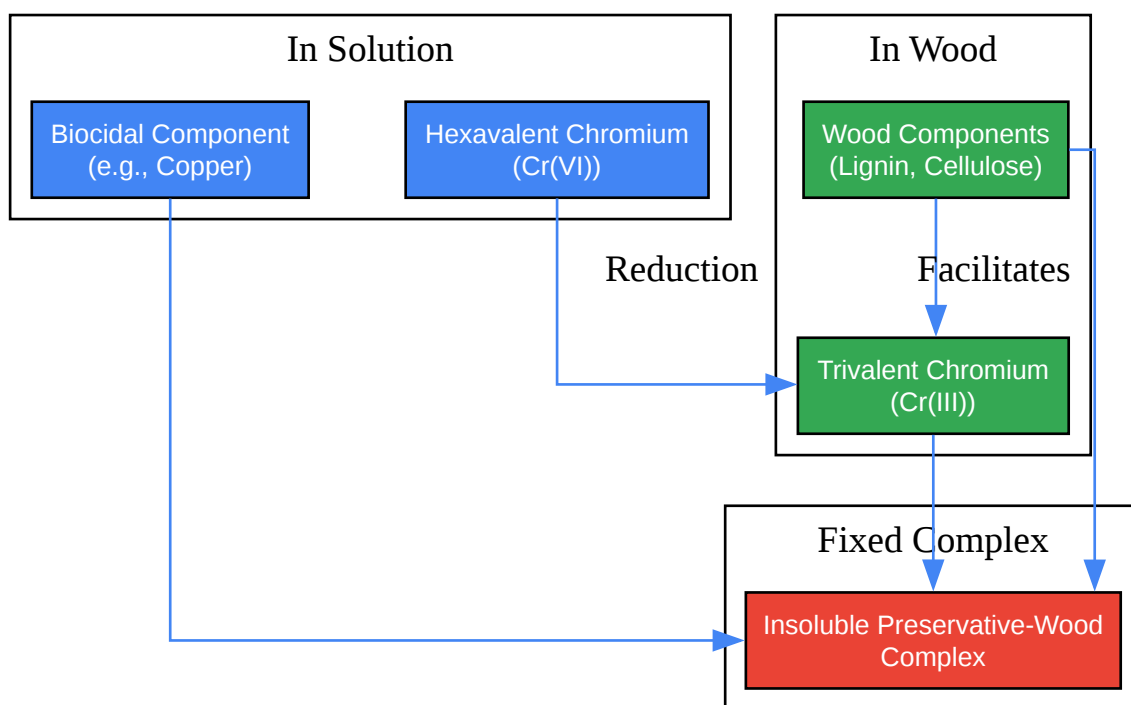 In Solution
Biocidal Component
(e.g., Copper)
Hexavalent Chromium
(Cr(VI))
In Wood
Wood Components
(Lignin, Cellulose)
Reduction
Facilitates
Trivalent Chromium
(Cr(III))
Fixed Complex
Insoluble Preservative-Wood
Complex